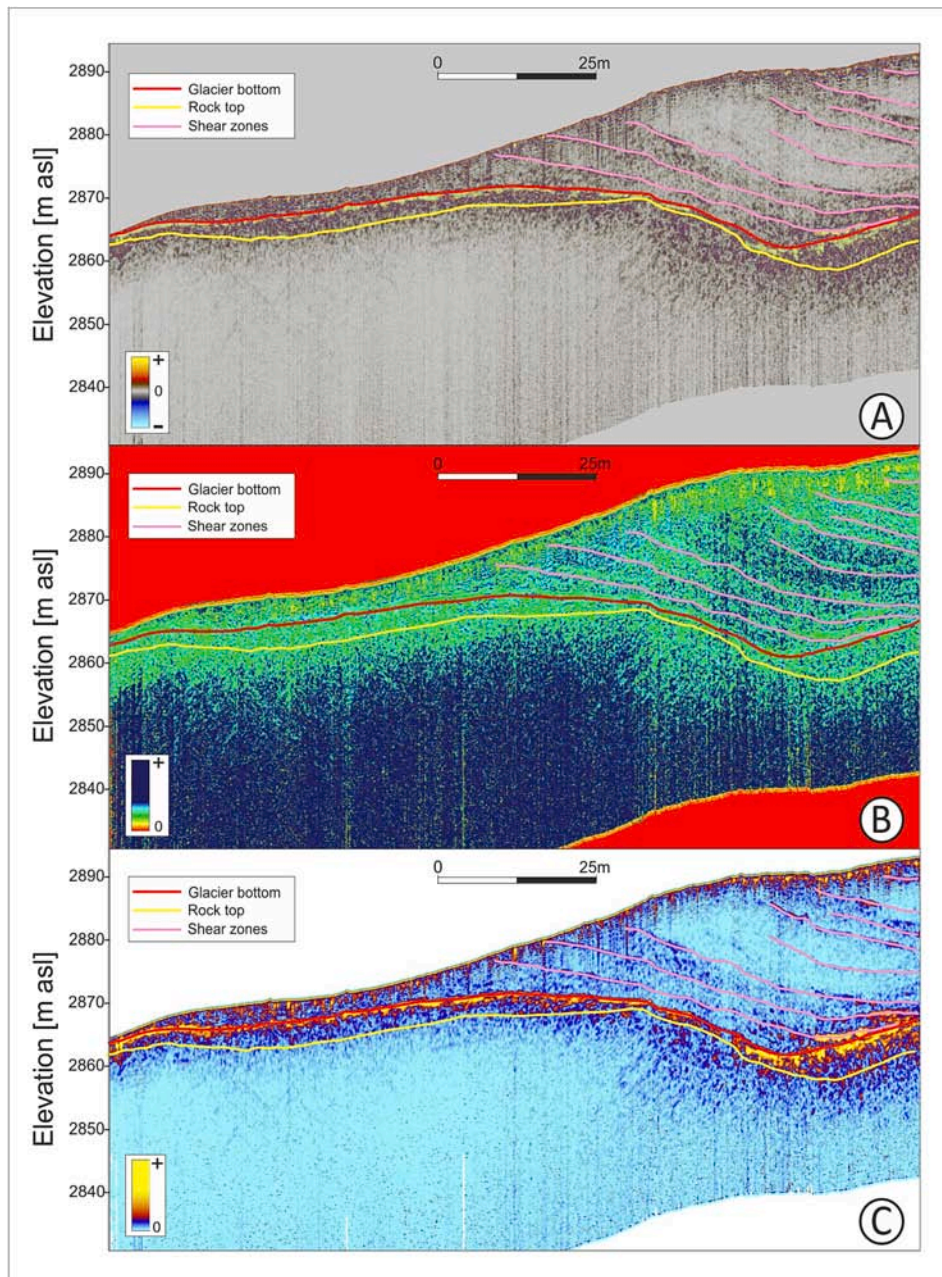 0 25m
2890
Glacier bottom
Rock top
Shear zones
2880
2870
2860
2850
2840
Elevation [m asl]
+
0
-
A
0 25m
2890
Glacier bottom
Rock top
Shear zones
2880
2870
2860
2850
2840
Elevation [m asl]
+
0
B
0 25m
2890
Glacier bottom
Rock top
Shear zones
2880
2870
2860
2850
2840
Elevation [m asl]
+
0
C